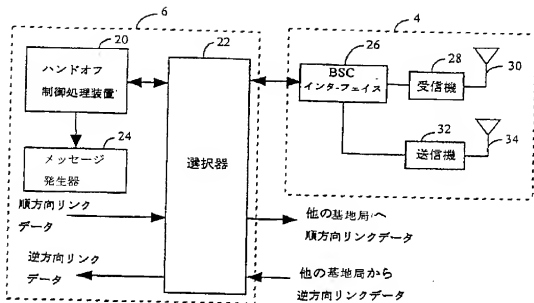 6
4
20
22
26
28
30
ハンドオフ
制御処理装置
BSC
インタ-フェイス
受信機
24
32
34
メッセージ
発生器
選択器
送信機
順方向リンク
データ
他の基地局へ
順方向リンクデータ
逆方向リンク
データ
他の基地局から
逆方向リンクデータ